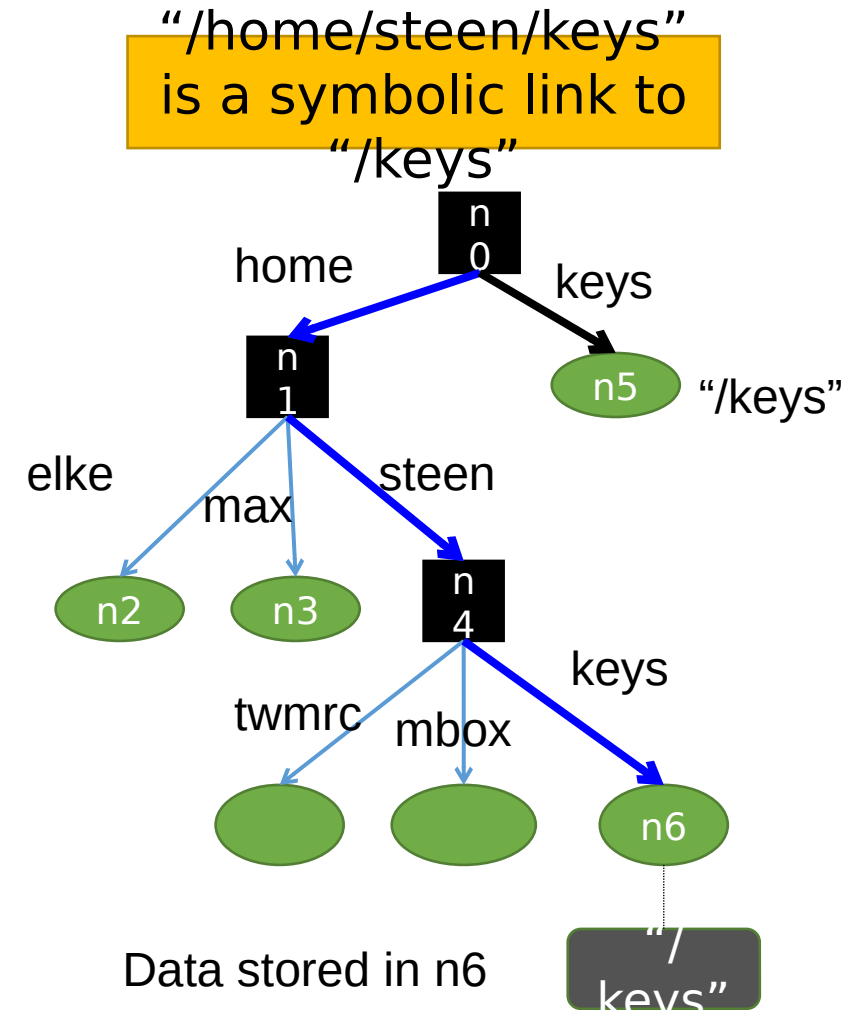 “/home/steen/keys”
is a symbolic link to
“/keys”
n
0
home
keys
n
1
n5
“/keys”
elke
steen
max
n
4
n2
n3
keys
twmrc
mbox
n6
“/
keys”
Data stored in n6